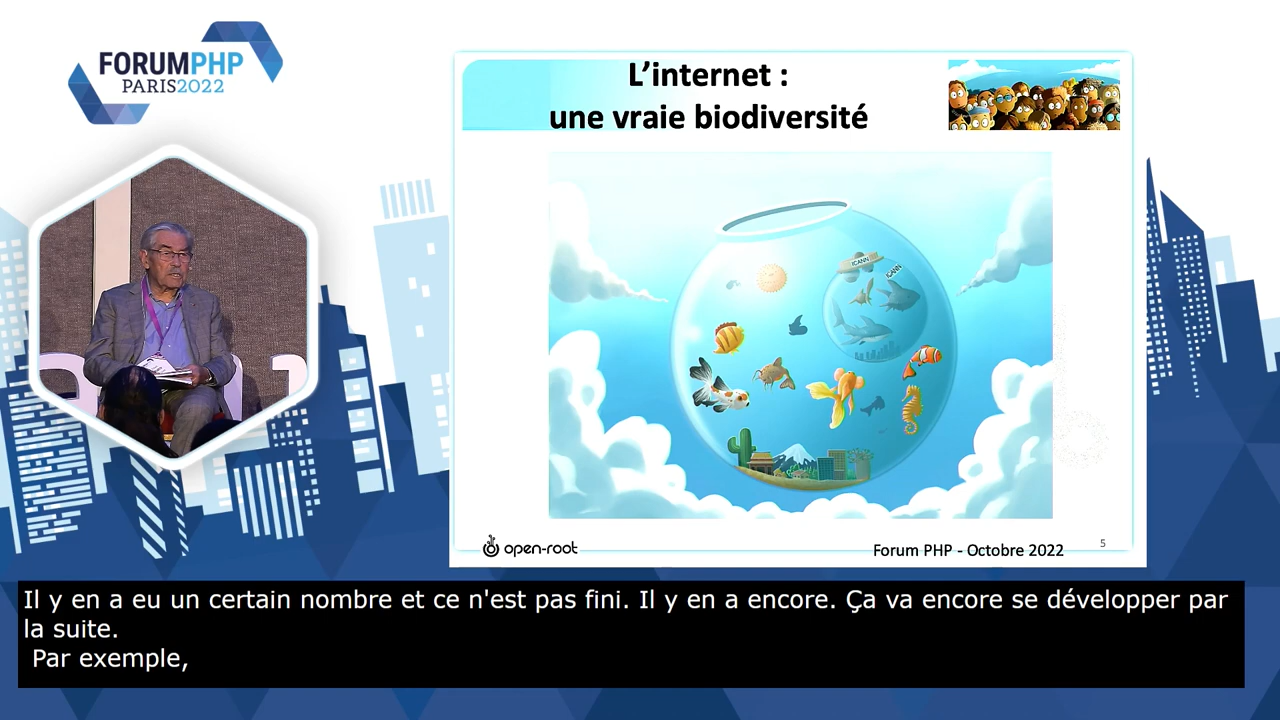 FORUMPHP
PARIS2022
L'internet :
une vraie biodiversité
ICANN
ICANN
open-root
Forum PHP - Octobre 2022
5
Il y en a eu un certain nombre et ce n'est pas fini. Il y en a encore. Ça va encore se développer par
la suite.
Par exemple,